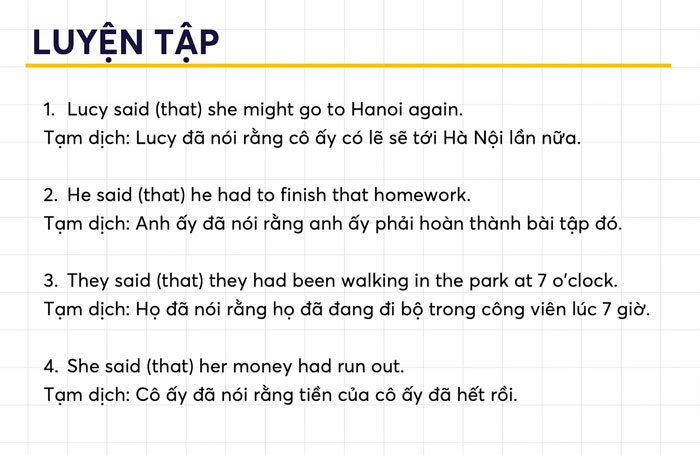 LUYỆN TẬP
1. Lucy said (that) she might go to Hanoi again.
Tạm dịch: Lucy đã nói rằng cô ấy có lẽ sẽ tới Hà Nội lần nữa.
2. He said (that) he had to finish that homework.
Tạm dịch: Anh ấy đã nói rằng anh ấy phải hoàn thành bài tập đó.
3. They said (that) they had been walking in the park at 7 o’clock.
Tạm dịch: Họ đã nói rằng họ đã đang đi bộ trong công viên lúc 7 giờ.
4. She said (that) her money had run out.
Tạm dịch: Cô ấy đã nói rằng tiền của cô ấy đã hết rồi.